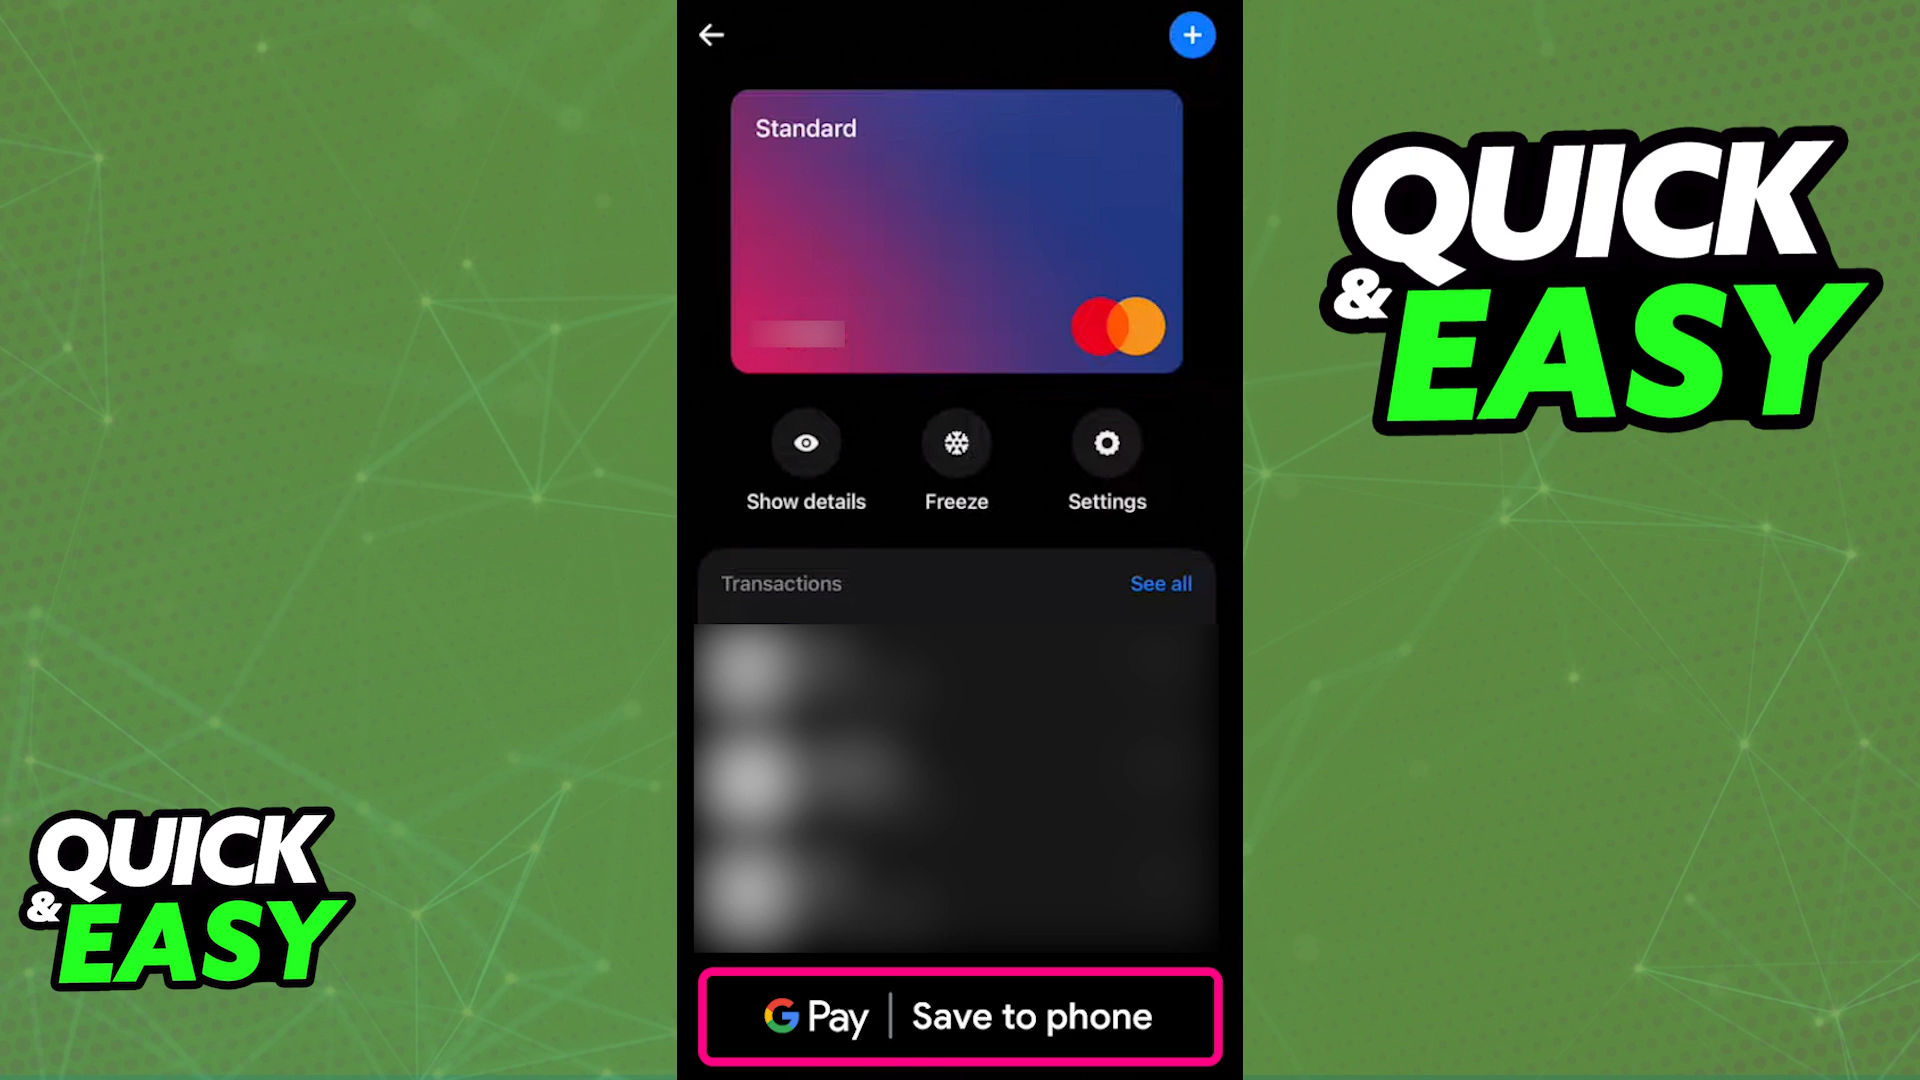 Standard
Show details
Freeze
Settings
Transactions
See all
G Pay | Save to phone
QUICK
& EASY
QUICK
& EASY